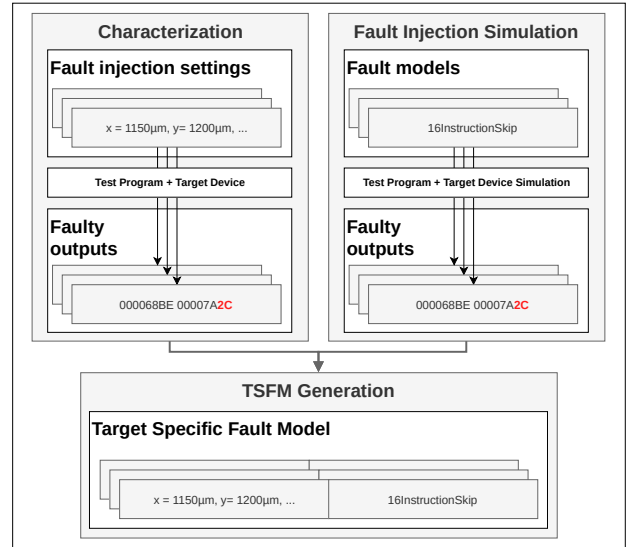 Characterization
Fault injection settings
x = 1150µm, y= 1200µm, ...
Test Program + Target Device
Faulty
outputs
000068BE 00007A2C
Fault Injection Simulation
Fault models
16InstructionSkip
Test Program + Target Device Simulation
Faulty
outputs
000068BE 00007A2C
TSFM Generation
Target Specific Fault Model
x = 1150µm, y= 1200µm, ...
16InstructionSkip